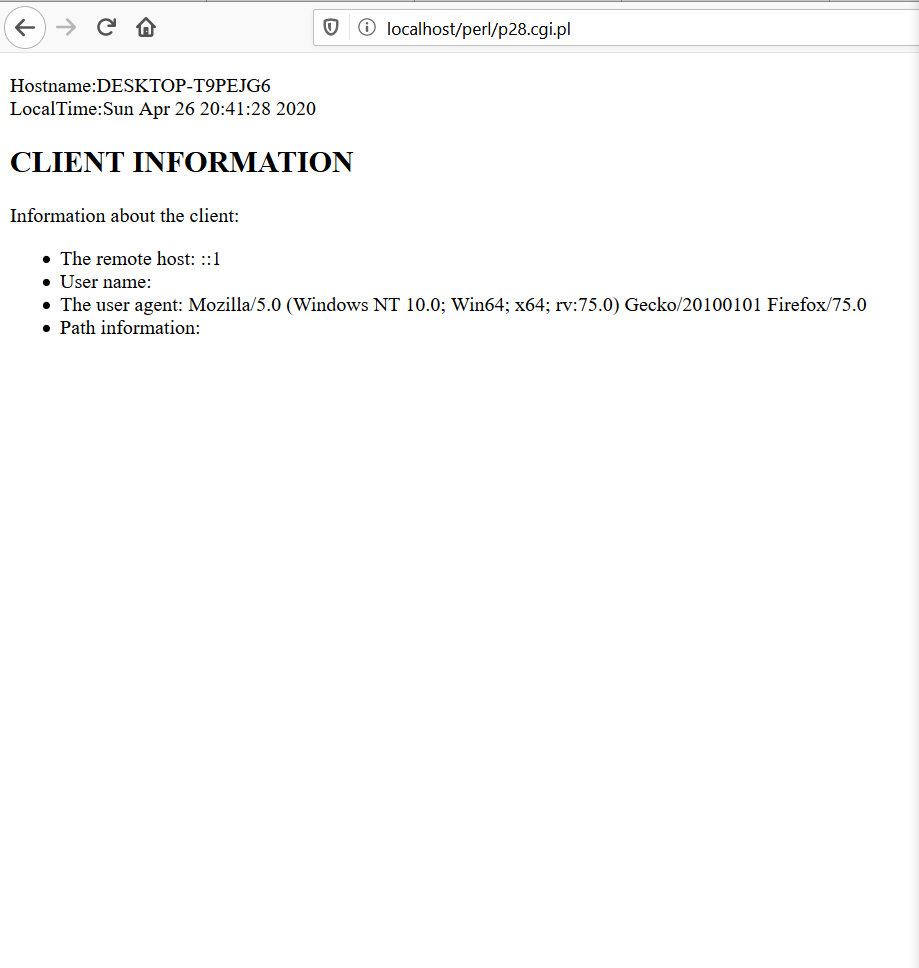 localhost/perl/p28.cgi.pl
Hostname:DESKTOP-T9PEJG6
LocalTime:Sun Apr 26 20:41:28 2020
CLIENT INFORMATION
Information about the client:
The remote host: ::1
User name:
The user agent: Mozilla/5.0 (Windows NT 10.0; Win64; x64; rv:75.0) Gecko/20100101 Firefox/75.0
Path information: